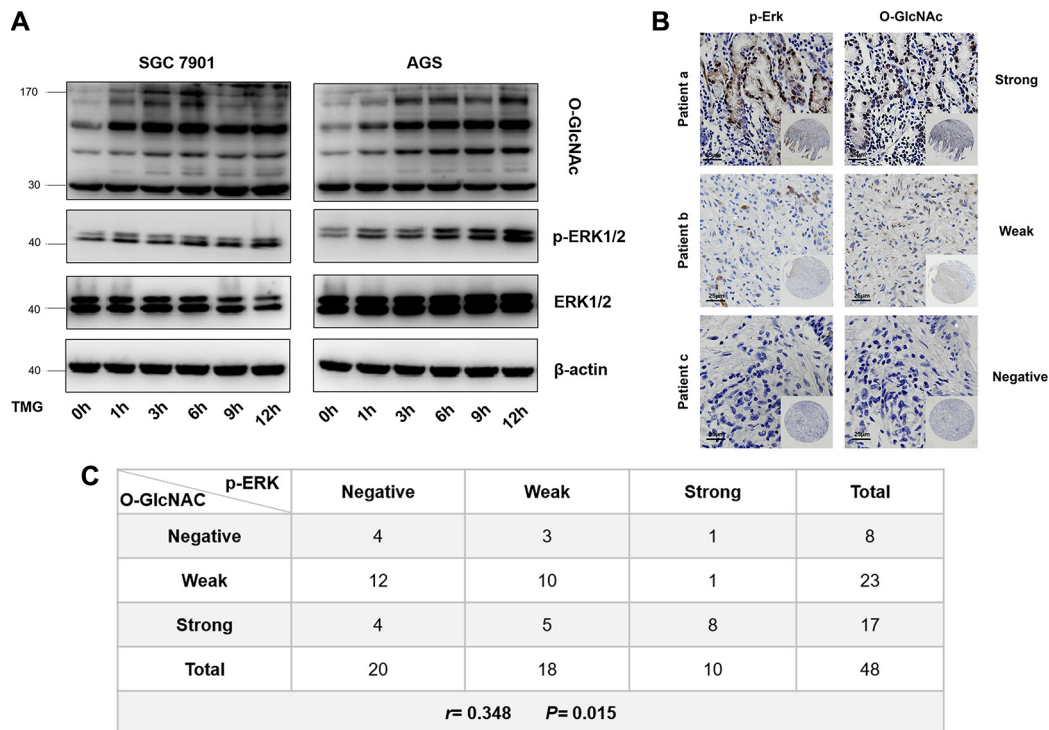 A
SGC 7901
AGS
170
30
O-GlcNAc
40
p-ERK1/2
40
ERK1/2
40
β-actin
TMG
0h 1h 3h 6h 9h 12h
0h 1h 3h 6h 9h 12h
B
p-Erk
O-GlcNAc
Patient a
Strong
Patient b
25μm
25μm
Weak
Patient c
25μm
25μm
Negative
C
p-ERK
O-GlcNAC
Negative
Weak
Strong
Total
Negative 4 3 1 8
Weak 12 10 1 23
Strong 4 5 8 17
Total 20 18 10 48
r= 0.348 P= 0.015